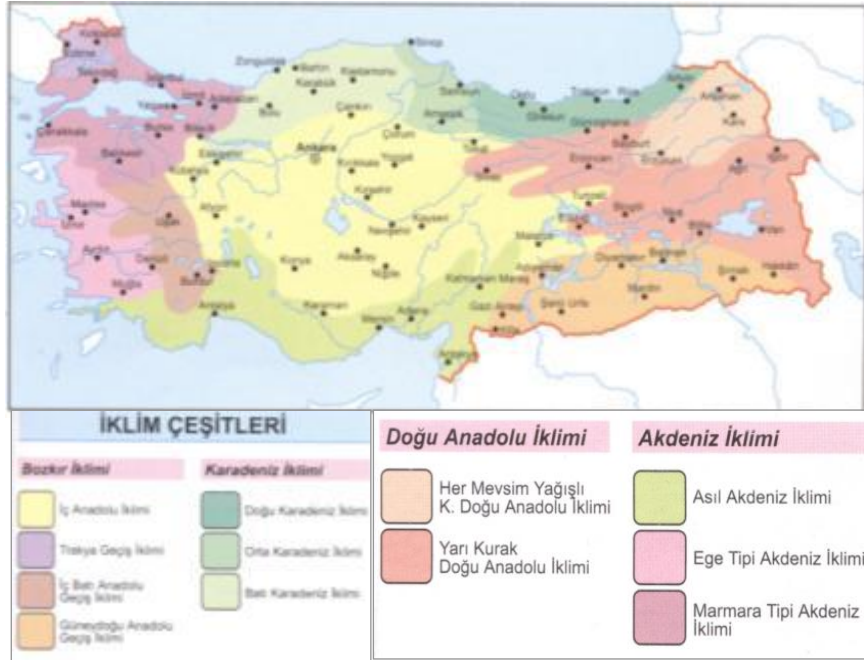 Kırklareli
Edirne
Tekirdağ
İstanbul
İzmit
Adapazarı
Yalova
Çanakkale
Bursa
Bilecik
Balıkesir
Zonguldak
Bartın
Karabük
Kastamonu
Sinop
Bolu
Çankırı
Samsun
Amasya
Çorum
Ordu
Giresun
Trabzon
Rize
Artvin
Gümüşhane
Bayburt
Ardahan
Kars
Erzurum
Erzincan
Iğdır
Ağrı
Eskişehir
Kütahya
Ankara
Kırıkkale
Yozgat
Tokat
Sivas
Kırşehir
Tunceli
Bingöl
Muş
Elazığ
Bitlis
Van
Manisa
İzmir
Uşak
Afyon
Nevşehir
Kayseri
Malatya
Aydın
Denizli
Isparta
Burdur
Konya
Aksaray
Niğde
Kahraman Maraş
Adıyaman
Diyarbakır
Batman
Siirt
Şırnak
Hakkâri
Mardin
Muğla
Antalya
Karaman
Mersin
Adana
Gazi Antep
Şanlı Urfa
Kilis
Antakya
İKLİM ÇEŞİTLERİ
Bozkır İklimi
Karadeniz İklimi
İç Anadolu İklimi
Doğu Karadeniz İklimi
Trakya Geçiş İklimi
Orta Karadeniz İklimi
İç Batı Anadolu
Geçiş İklimi
Batı Karadeniz İklimi
Güneydoğu Anadolu
Geçiş İklimi
Doğu Anadolu İklimi
Akdeniz İklimi
Her Mevsim Yağışlı
K. Doğu Anadolu İklimi
Asıl Akdeniz İklimi
Yarı Kurak
Doğu Anadolu İklimi
Ege Tipi Akdeniz İklimi
Marmara Tipi Akdeniz
İklimi